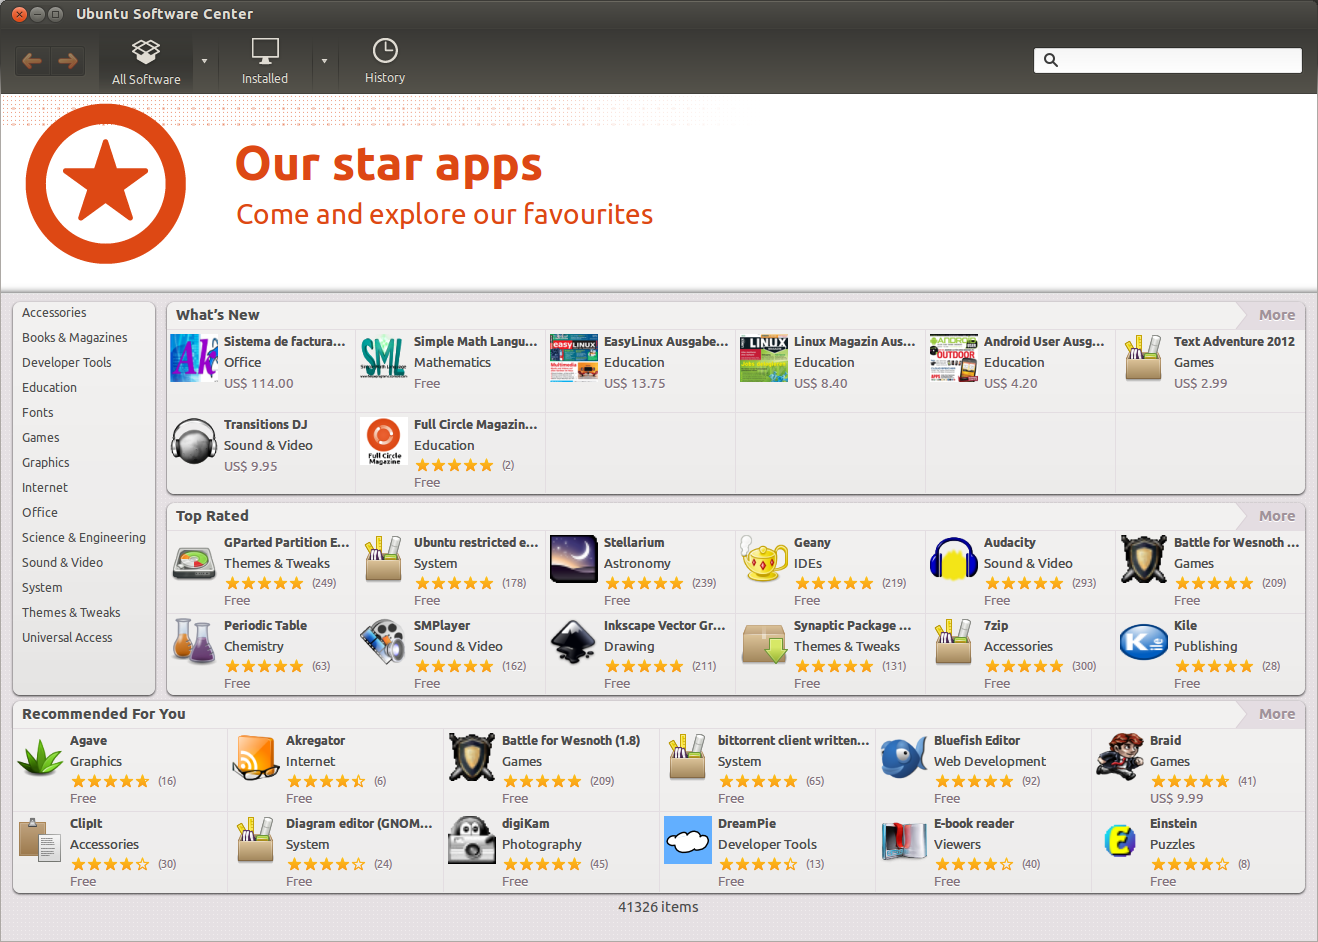 Ubuntu Software Center
All Software
Installed
History
Our star apps
Come and explore our favourites
Accessories
Books & Magazines
Developer Tools
Education
Fonts
Games
Graphics
Internet
Office
Science & Engineering
Sound & Video
System
Themes & Tweaks
Universal Access
What's New
More
Sistema de factura...
Office
US$ 114.00
Simple Math Langu...
Mathematics
Free
EasyLinux Ausgabe...
Education
US$ 13.75
Linux Magazin Aus...
Education
US$ 8.40
Android User Ausg...
Education
US$ 4.20
Text Adventure 2012
Games
US$ 2.99
Transitions DJ
Sound & Video
US$ 9.95
Full Circle Magazine
Full Circle Magazin...
Education
(2)
Free
Top Rated
More
GParted Partition E...
Themes & Tweaks
(249)
Free
Ubuntu restricted e...
System
(178)
Free
Stellarium
Astronomy
(239)
Free
Geany
IDEs
(219)
Free
Audacity
Sound & Video
(293)
Free
Battle for Wesnoth ...
Games
(209)
Free
Periodic Table
Chemistry
(63)
Free
SMPlayer
Sound & Video
(162)
Free
Inkscape Vector Gr...
Drawing
(211)
Free
Synaptic Package ...
Themes & Tweaks
(131)
Free
7zip
Accessories
(300)
Free
Kile
Publishing
(28)
Free
Recommended For You
More
Agave
Graphics
(16)
Free
Akregator
Internet
(6)
Free
Battle for Wesnoth (1.8)
Games
(209)
Free
bittorrent client written...
System
(65)
Free
Bluefish Editor
Web Development
(92)
Free
Braid
Games
(41)
US$ 9.99
ClipIt
Accessories
(30)
Free
Diagram editor (GNOM...
System
(24)
Free
digiKam
Photography
(45)
Free
DreamPie
Developer Tools
(13)
Free
E-book reader
Viewers
(40)
Free
Einstein
Puzzles
(8)
Free
41326 items